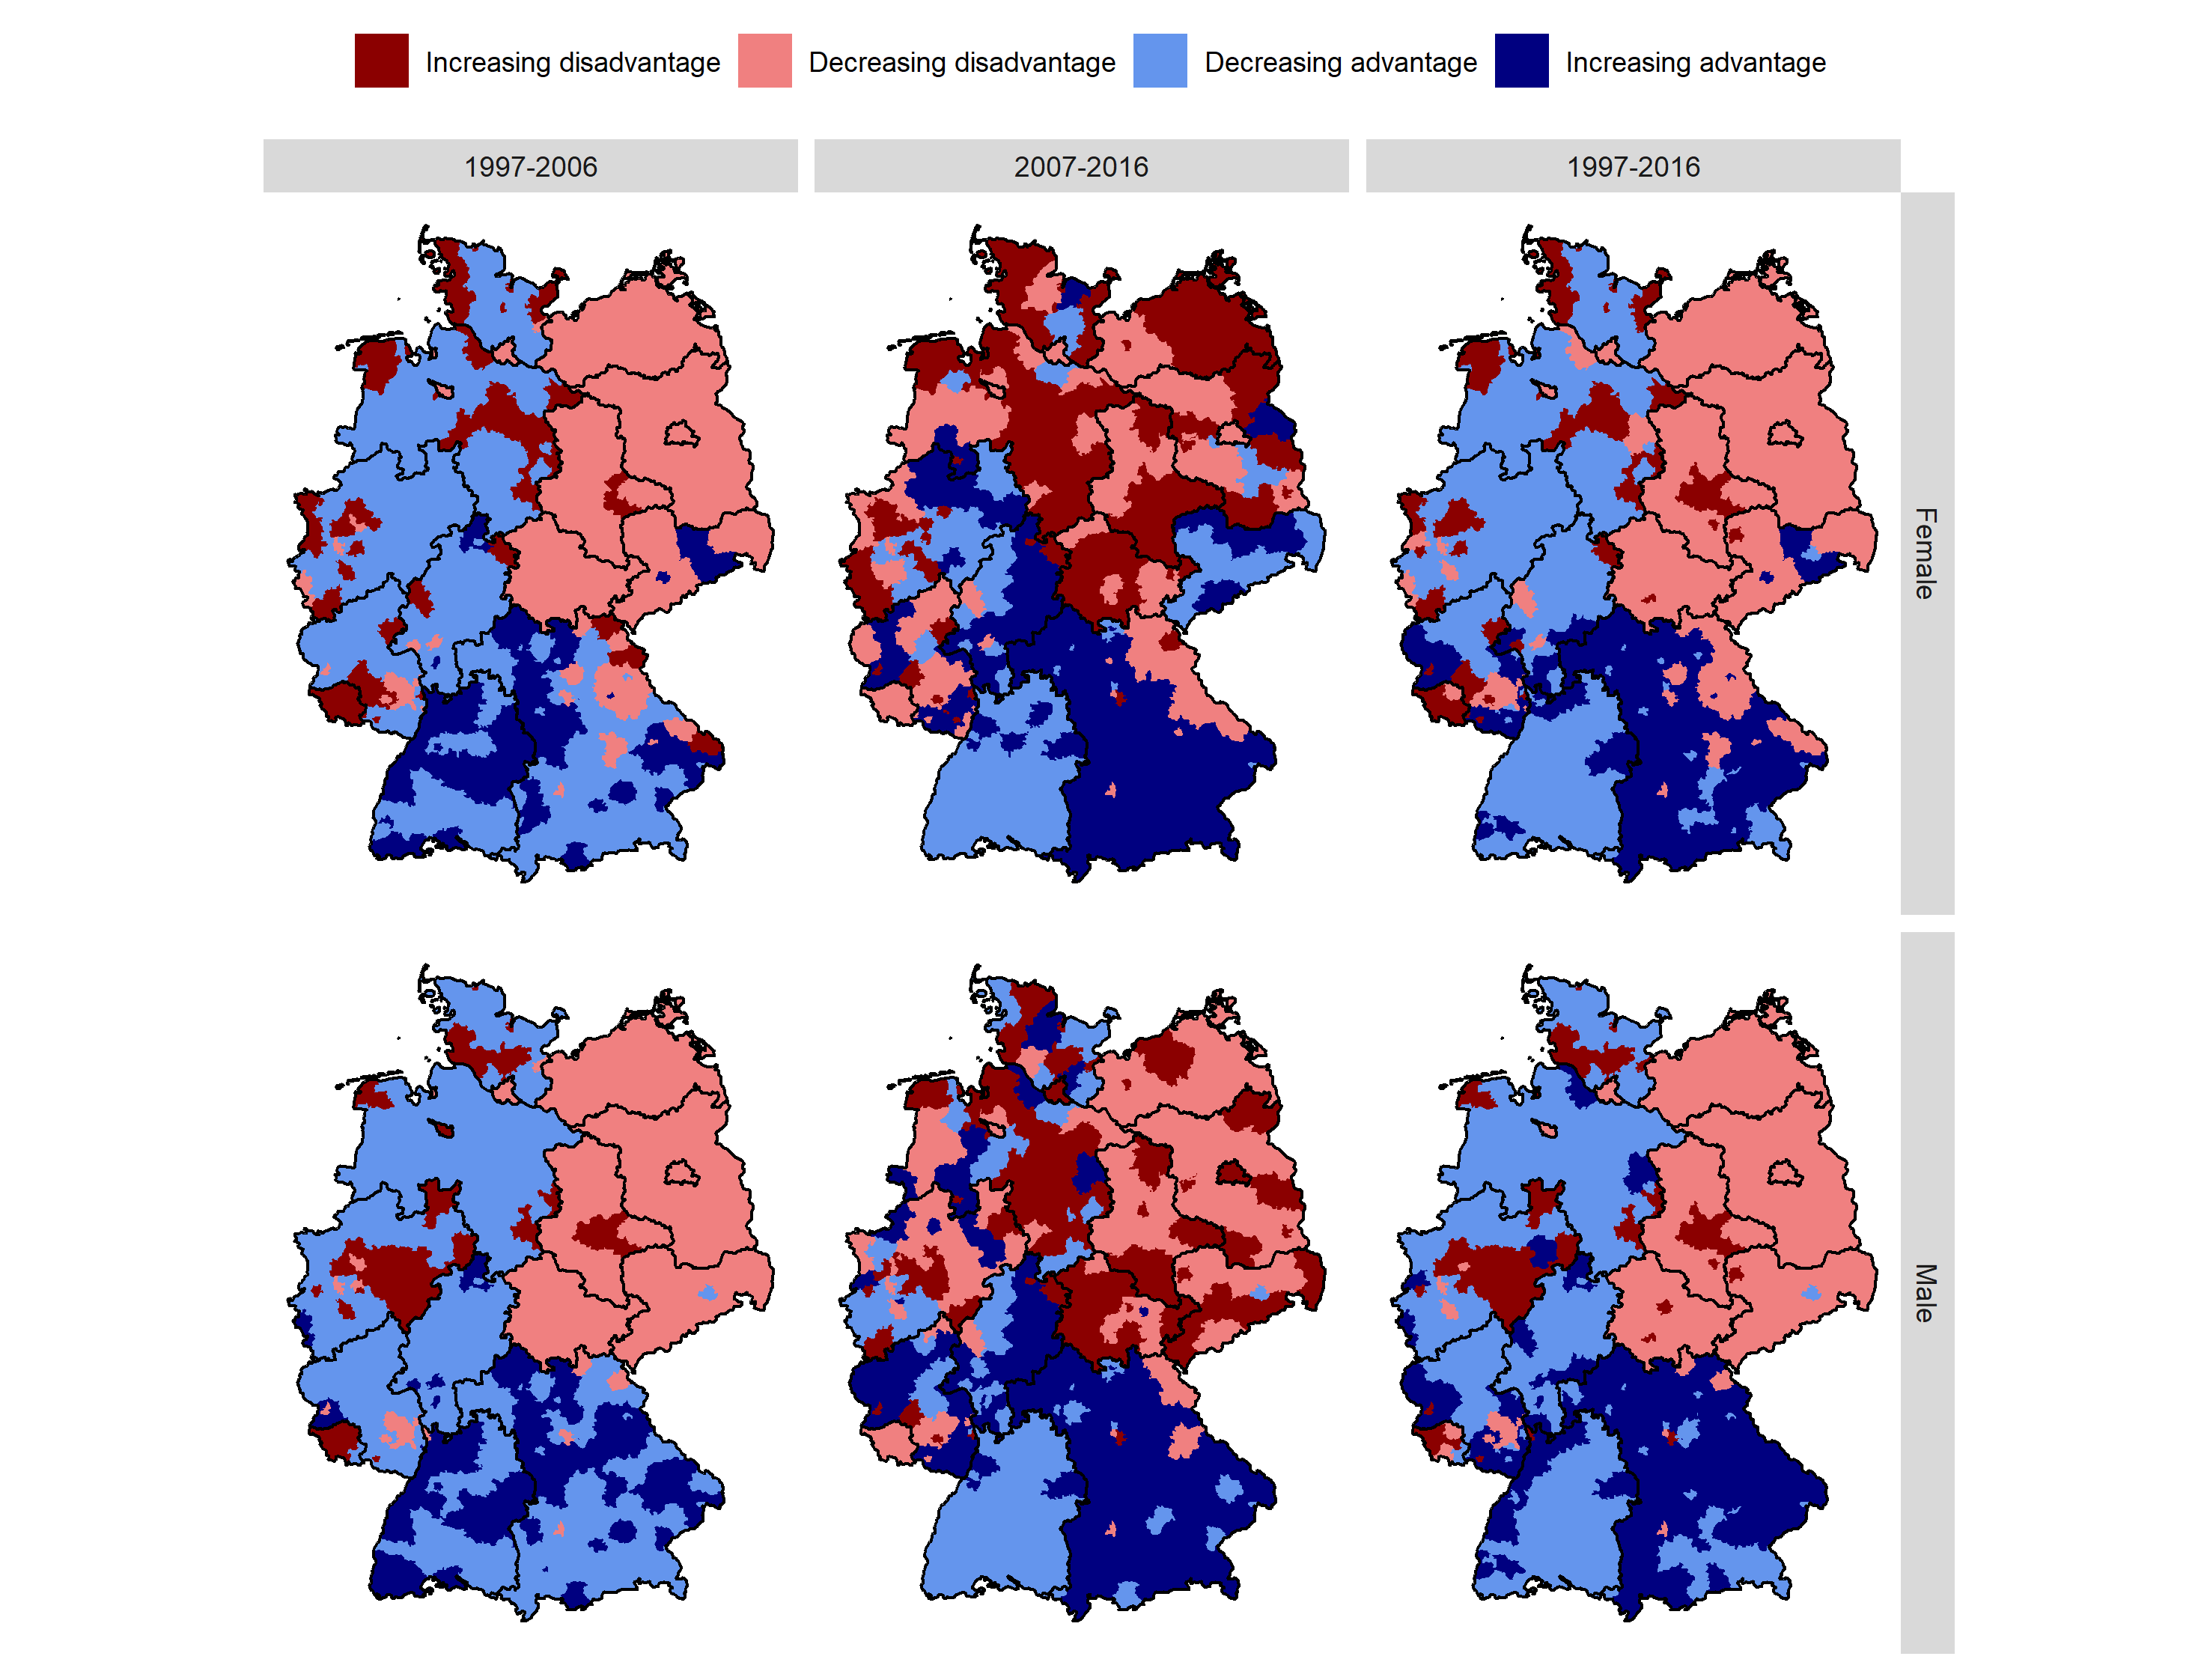 Increasing disadvantage Decreasing disadvantage Decreasing advantage Increasing advantage
1997-2006 2007-2016 1997-2016
Female
Male